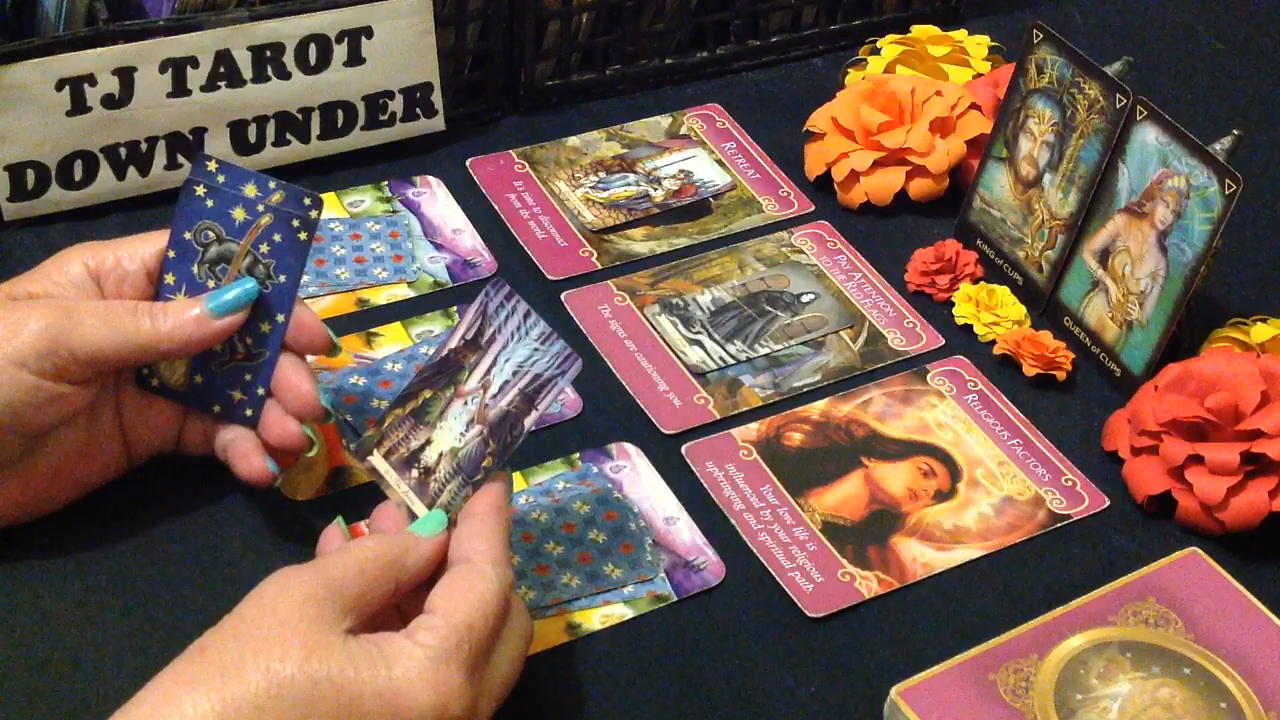 TJ TAROT
DOWN UNDER
RETREAT
It's time to disconnect
from the world.
PAY ATTENTION
TO THE RED FLAGS
The signs are cautioning you.
RELIGIOUS FACTORS
Your love life is
influenced by your religious
upbringing and spiritual path.
KING of CUPS
QUEEN of CUPS